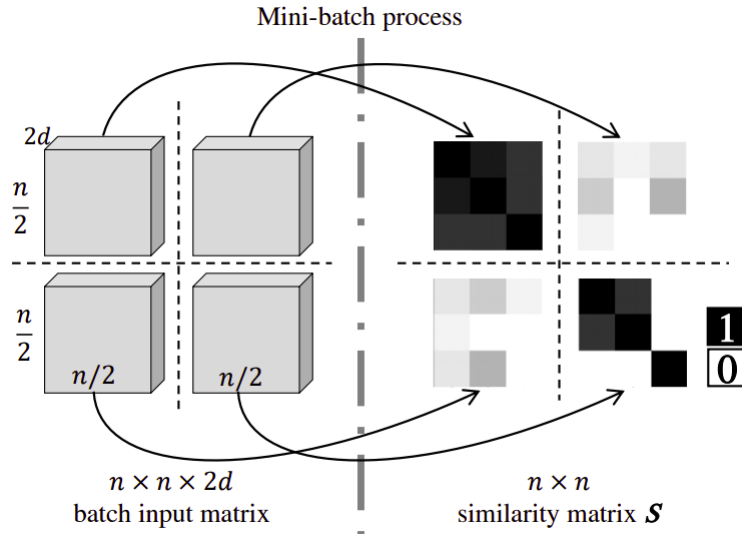 Mini-batch process
2d
n/2
n/2
n/2
n/2
1
0
n × n × 2d
batch input matrix
n × n
similarity matrix S